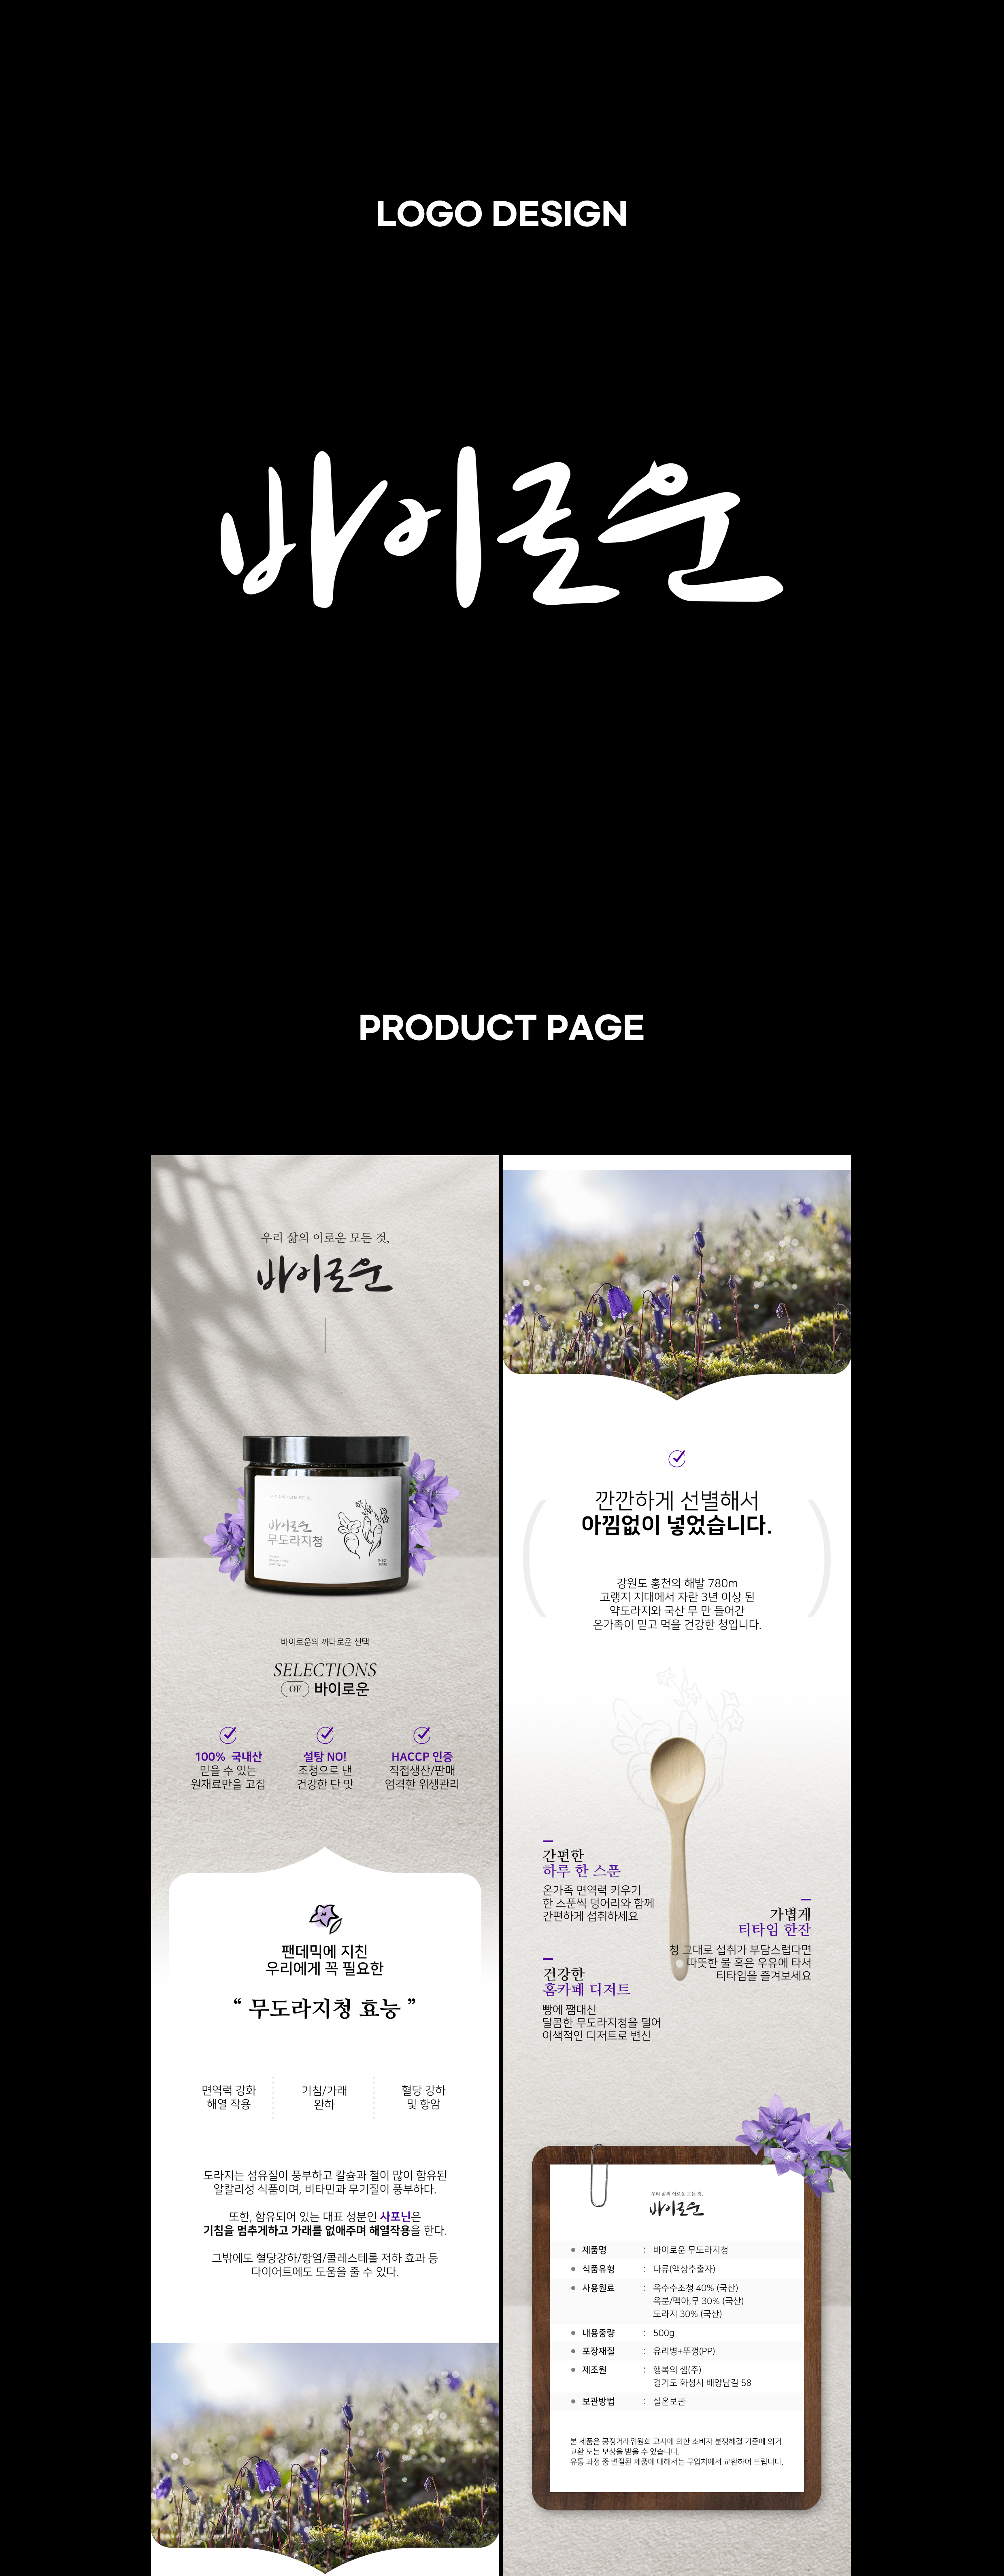 LOGO DESIGN
바이로운
PRODUCT PAGE
우리 삶의 이로운 모든 것,
바이로운
우리 삶의 이로운 모든 것,
바이로운
무도라지청
바이로운의 까다로운 선택
SELECTIONS
OF 바이로운
100% 국내산
믿을 수 있는
원재료만을 고집
설탕 NO!
조청으로 낸
건강한 단 맛
HACCP 인증
직접생산/판매
엄격한 위생관리
팬데믹에 지친
우리에게 꼭 필요한
“ 무도라지청 효능 ”
면역력 강화
해열 작용
기침/가래
완하
혈당 강하
및 항암
도라지는 섬유질이 풍부하고 칼슘과 철이 많이 함유된
알칼리성 식품이며, 비타민과 무기질이 풍부하다.
또한, 함유되어 있는 대표 성분인 사포닌은
기침을 멈추게하고 가래를 없애주며 해열작용을 한다.
그밖에도 혈당강하/항염/콜레스테롤 저하 효과 등
다이어트에도 도움을 줄 수 있다.
깐깐하게 선별해서
아낌없이 넣었습니다.
강원도 홍천의 해발 780m
고랭지 지대에서 자란 3년 이상 된
약도라지와 국산 무 만 들어간
온가족이 믿고 먹을 건강한 청입니다.
간편한
하루 한 스푼
온가족 면역력 키우기
한 스푼씩 덩어리와 함께
간편하게 섭취하세요
가볍게
티타임 한잔
청 그대로 섭취가 부담스럽다면
따뜻한 물 혹은 우유에 타서
티타임을 즐겨보세요
건강한
홈카페 디저트
빵에 잼대신
달콤한 무도라지청을 덜어
이색적인 디저트로 변신
우리 삶의 이로운 모든 것,
바이로운
제품명 : 바이로운 무도라지청
식품유형 : 다류(액상추출차)
사용원료 : 옥수수조청 40% (국산)
옥분/맥아,무 30% (국산)
도라지 30% (국산)
내용중량 : 500g
포장재질 : 유리병+뚜껑(PP)
제조원 : 행복의 샘(주)
경기도 화성시 배양남길 58
보관방법 : 실온보관
본 제품은 공정거래위원회 고시에 의한 소비자 분쟁해결 기준에 의거
교환 또는 보상을 받을 수 있습니다.
유통 과정 중 변질된 제품에 대해서는 구입처에서 교환하여 드립니다.